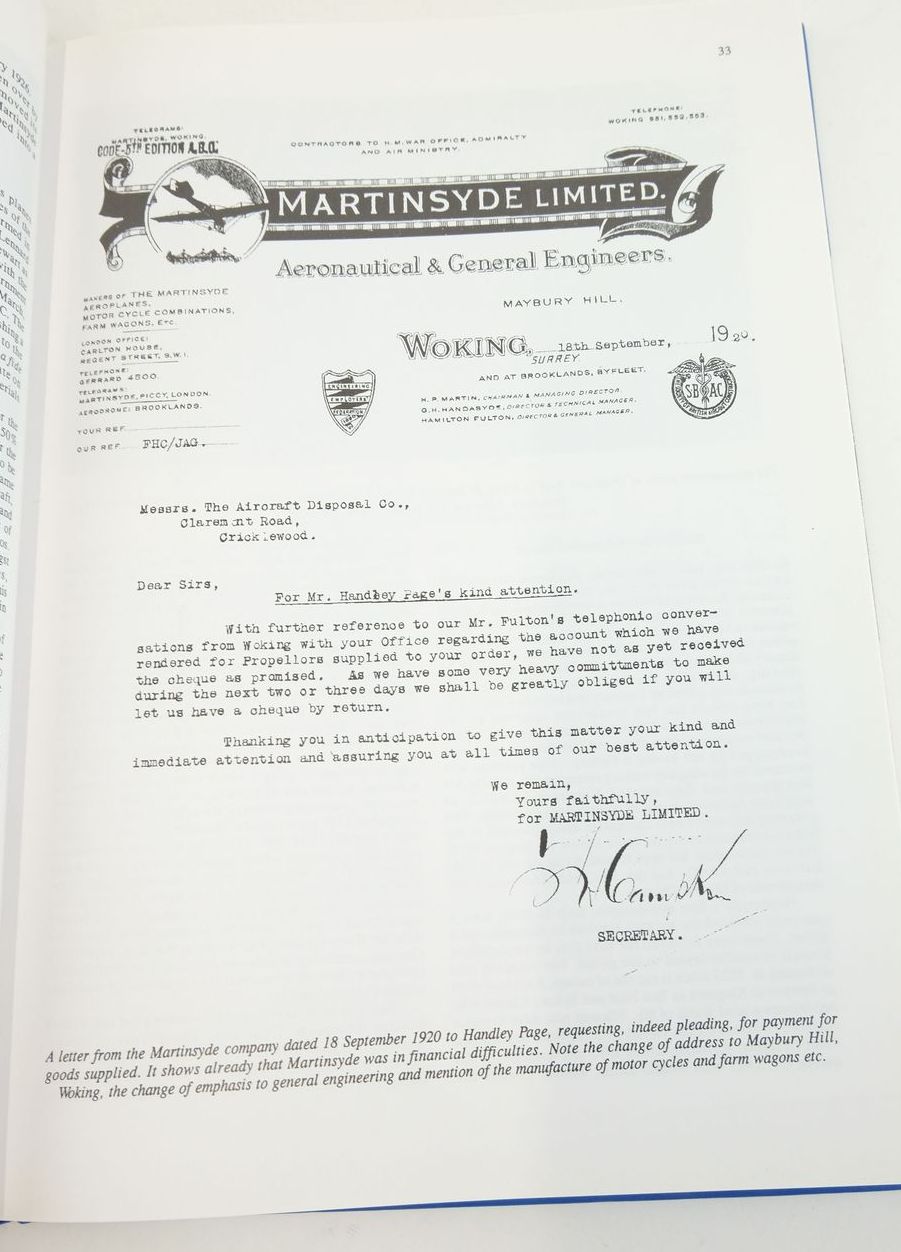 33
TELEGRAMS:
MARTINSYDE, WOKING.
CODE-5TH EDITION A.B.C.
CONTRACTORS TO H.M. WAR OFFICE, ADMIRALTY
AND AIR MINISTRY.
TELEPHONE:
WOKING 551, 552, 553.
MARTINSYDE LIMITED.
Aeronautical & General Engineers.
MAKERS OF THE MARTINSYDE
AEROPLANES,
MOTOR CYCLE COMBINATIONS,
FARM WAGONS, ETC.
LONDON OFFICE:
CARLTON HOUSE,
REGENT STREET, S.W.1.
TELEPHONE:
GERRARD 4500.
TELEGRAMS:
MARTINSYDE, PICCY, LONDON.
AERODROME: BROOKLANDS.
YOUR REF.
OUR REF. FHC/JAG.
MAYBURY HILL.
WOKING, 18th September, 1920.
SURREY
AND AT BROOKLANDS, BYFLEET.
H.P. MARTIN, CHAIRMAN & MANAGING DIRECTOR
G.H. HANDASYDE, DIRECTOR & TECHNICAL MANAGER.
HAMILTON FULTON, DIRECTOR & GENERAL MANAGER.
ENGINEERING
EMPLOYERS'
FEDERATION
SB AC
Messrs. The Aircraft Disposal Co.,
Claremont Road,
Cricklewood.
Dear Sirs,
For Mr. Handley Page's kind attention.
With further reference to our Mr. Fulton's telephonic conver-
sations from Woking with your Office regarding the account which we have
rendered for Propellors supplied to your order, we have not as yet received
the cheque as promised. As we have some very heavy committments to make
during the next two or three days we shall be greatly obliged if you will
let us have a cheque by return.
Thanking you in anticipation to give this matter your kind and
immediate attention and assuring you at all times of our best attention.
We remain,
Yours faithfully,
for MARTINSYDE LIMITED.
SECRETARY.
A letter from the Martinsyde company dated 18 September 1920 to Handley Page, requesting, indeed pleading, for payment for
goods supplied. It shows already that Martinsyde was in financial difficulties. Note the change of address to Maybury Hill,
Woking, the change of emphasis to general engineering and mention of the manufacture of motor cycles and farm wagons etc.